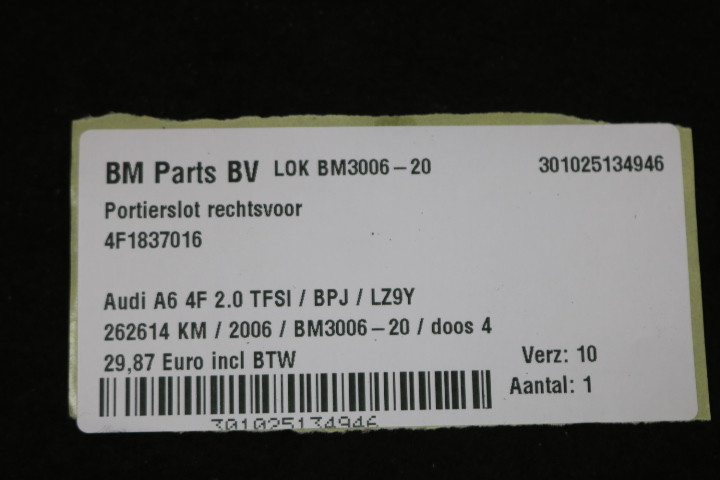 BM Parts BV LOK BM3006-20 301025134946
Portierslot rechtsvoor
4F1837016
Audi A6 4F 2.0 TFSI / BPJ / LZ9Y
262614 KM / 2006 / BM3006-20 / doos 4
29,87 Euro incl BTW Verz: 10
Aantal: 1
301025134946